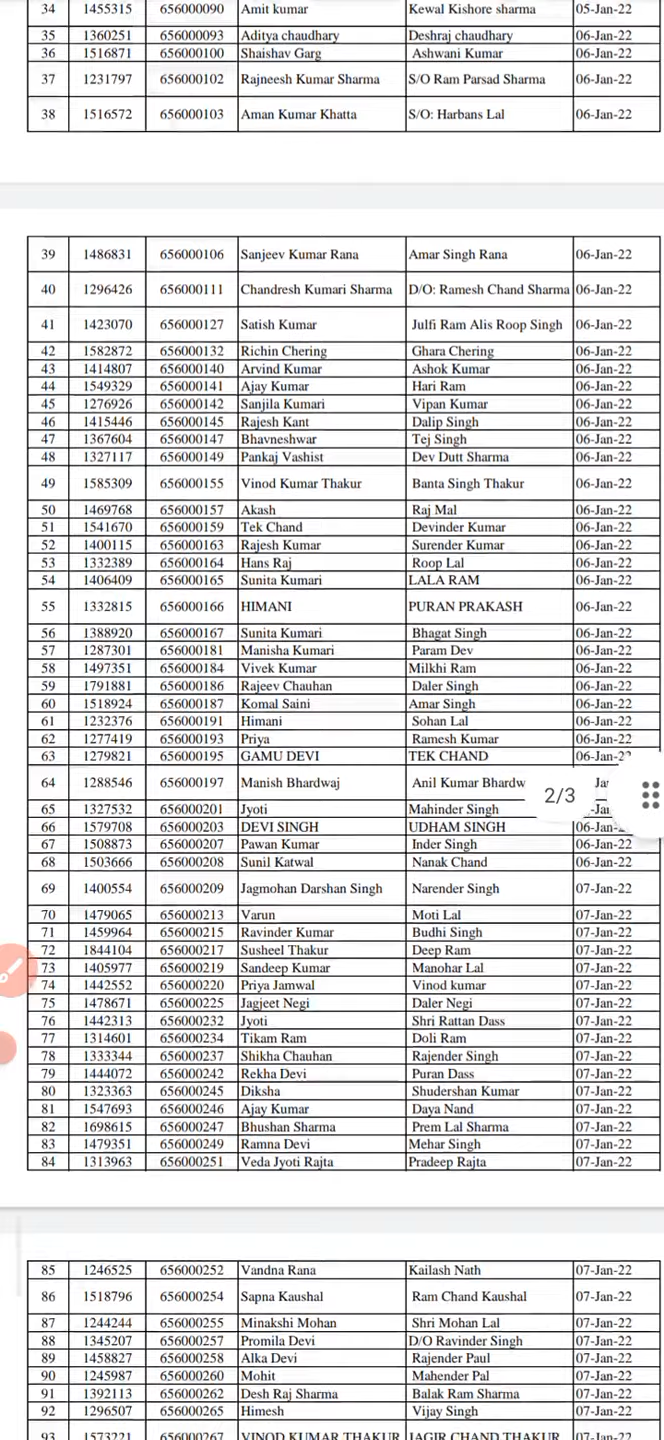 34 1455315 656000090 Amit kumar Kewal Kishore sharma 05-Jan-22
35 1360251 656000093 Aditya chaudhary Deshraj chaudhary 06-Jan-22
36 1516871 656000100 Shaishav Garg Ashwani Kumar 06-Jan-22
37 1231797 656000102 Rajneesh Kumar Sharma S/O Ram Parsad Sharma 06-Jan-22
38 1516572 656000103 Aman Kumar Khatta S/O: Harbans Lal 06-Jan-22
39 1486831 656000106 Sanjeev Kumar Rana Amar Singh Rana 06-Jan-22
40 1296426 656000111 Chandresh Kumari Sharma D/O: Ramesh Chand Sharma 06-Jan-22
41 1423070 656000127 Satish Kumar Julfi Ram Alis Roop Singh 06-Jan-22
42 1582872 656000132 Richin Chering Ghara Chering 06-Jan-22
43 1414807 656000140 Arvind Kumar Ashok Kumar 06-Jan-22
44 1549329 656000141 Ajay Kumar Hari Ram 06-Jan-22
45 1276926 656000142 Sanjila Kumari Vipan Kumar 06-Jan-22
46 1415446 656000145 Rajesh Kant Dalip Singh 06-Jan-22
47 1367604 656000147 Bhavneshwar Tej Singh 06-Jan-22
48 1327117 656000149 Pankaj Vashist Dev Dutt Sharma 06-Jan-22
49 1585309 656000155 Vinod Kumar Thakur Banta Singh Thakur 06-Jan-22
50 1469768 656000157 Akash Raj Mal 06-Jan-22
51 1541670 656000159 Tek Chand Devinder Kumar 06-Jan-22
52 1400115 656000163 Rajesh Kumar Surender Kumar 06-Jan-22
53 1332389 656000164 Hans Raj Roop Lal 06-Jan-22
54 1406409 656000165 Sunita Kumari LALA RAM 06-Jan-22
55 1332815 656000166 HIMANI PURAN PRAKASH 06-Jan-22
56 1388920 656000167 Sunita Kumari Bhagat Singh 06-Jan-22
57 1287301 656000181 Manisha Kumari Param Dev 06-Jan-22
58 1497351 656000184 Vivek Kumar Milkhi Ram 06-Jan-22
59 1791881 656000186 Rajeev Chauhan Daler Singh 06-Jan-22
60 1518924 656000187 Komal Saini Amar Singh 06-Jan-22
61 1232376 656000191 Himani Sohan Lal 06-Jan-22
62 1277419 656000193 Priya Ramesh Kumar 06-Jan-22
63 1279821 656000195 GAMU DEVI TEK CHAND 06-Jan-2
64 1288546 656000197 Manish Bhardwaj Anil Kumar Bhardw
2/3
65 1327532 656000201 Jyoti Mahinder Singh
66 1579708 656000203 DEVI SINGH UDHAM SINGH 06-Jan-
67 1508873 656000207 Pawan Kumar Inder Singh 06-Jan-22
68 1503666 656000208 Sunil Katwal Nanak Chand 06-Jan-22
69 1400554 656000209 Jagmohan Darshan Singh Narender Singh 07-Jan-22
70 1479065 656000213 Varun Moti Lal 07-Jan-22
71 1459964 656000215 Ravinder Kumar Budhi Singh 07-Jan-22
72 1844104 656000217 Susheel Thakur Deep Ram 07-Jan-22
73 1405977 656000219 Sandeep Kumar Manohar Lal 07-Jan-22
74 1442552 656000220 Priya Jamwal Vinod kumar 07-Jan-22
75 1478671 656000225 Jagjeet Negi Daler Negi 07-Jan-22
76 1442313 656000232 Jyoti Shri Rattan Dass 07-Jan-22
77 1314601 656000234 Tikam Ram Doli Ram 07-Jan-22
78 1333344 656000237 Shikha Chauhan Rajender Singh 07-Jan-22
79 1444072 656000242 Rekha Devi Puran Dass 07-Jan-22
80 1323363 656000245 Diksha Shudershan Kumar 07-Jan-22
81 1547693 656000246 Ajay Kumar Daya Nand 07-Jan-22
82 1698615 656000247 Bhushan Sharma Prem Lal Sharma 07-Jan-22
83 1479351 656000249 Ramna Devi Mehar Singh 07-Jan-22
84 1313963 656000251 Veda Jyoti Rajta Pradeep Rajta 07-Jan-22
85 1246525 656000252 Vandna Rana Kailash Nath 07-Jan-22
86 1518796 656000254 Sapna Kaushal Ram Chand Kaushal 07-Jan-22
87 1244244 656000255 Minakshi Mohan Shri Mohan Lal 07-Jan-22
88 1345207 656000257 Promila Devi D/O Ravinder Singh 07-Jan-22
89 1458827 656000258 Alka Devi Rajender Paul 07-Jan-22
90 1245987 656000260 Mohit Mahender Pal 07-Jan-22
91 1392113 656000262 Desh Raj Sharma Balak Ram Sharma 07-Jan-22
92 1296507 656000265 Himesh Vijay Singh 07-Jan-22
93 1573221 656000267 VINOD KUMAR THAKUR JAGIR CHAND THAKUR 07-Jan-22